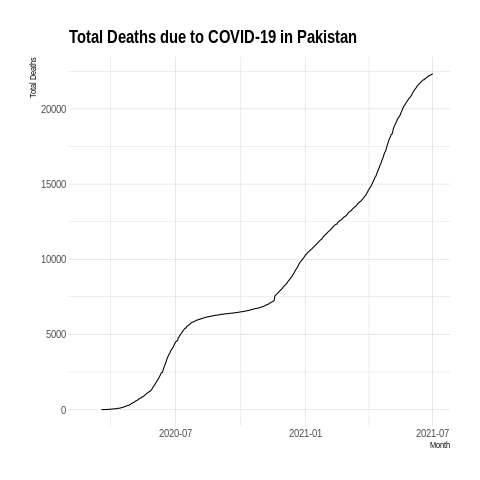 Total Deaths due to COVID-19 in Pakistan
Total Deaths
20000
15000
10000
5000
0
2020-07 2021-01 2021-07
Month